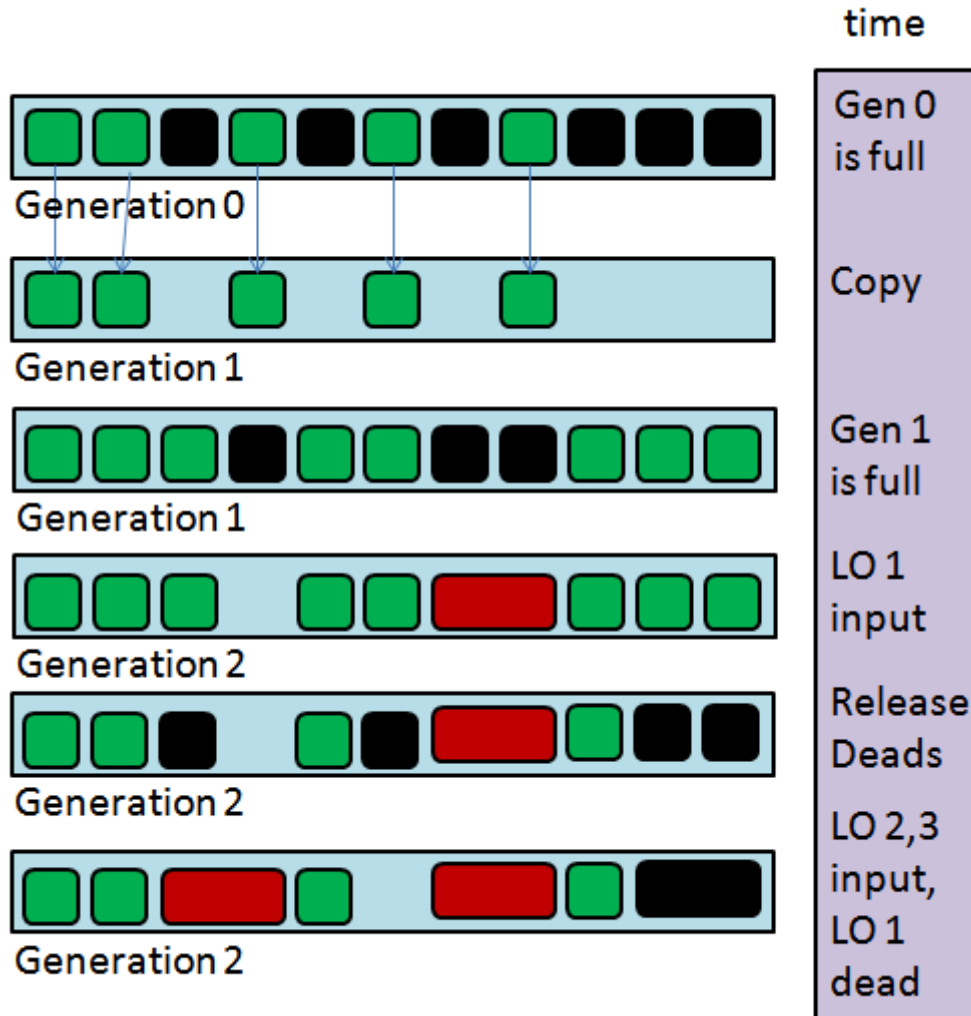 time
Gen 0
is full
Generation 0
Copy
Generation 1
Gen 1
is full
Generation 1
LO 1
input
Generation 2
Release
Deads
Generation 2
LO 2,3
input,
LO 1
dead
Generation 2